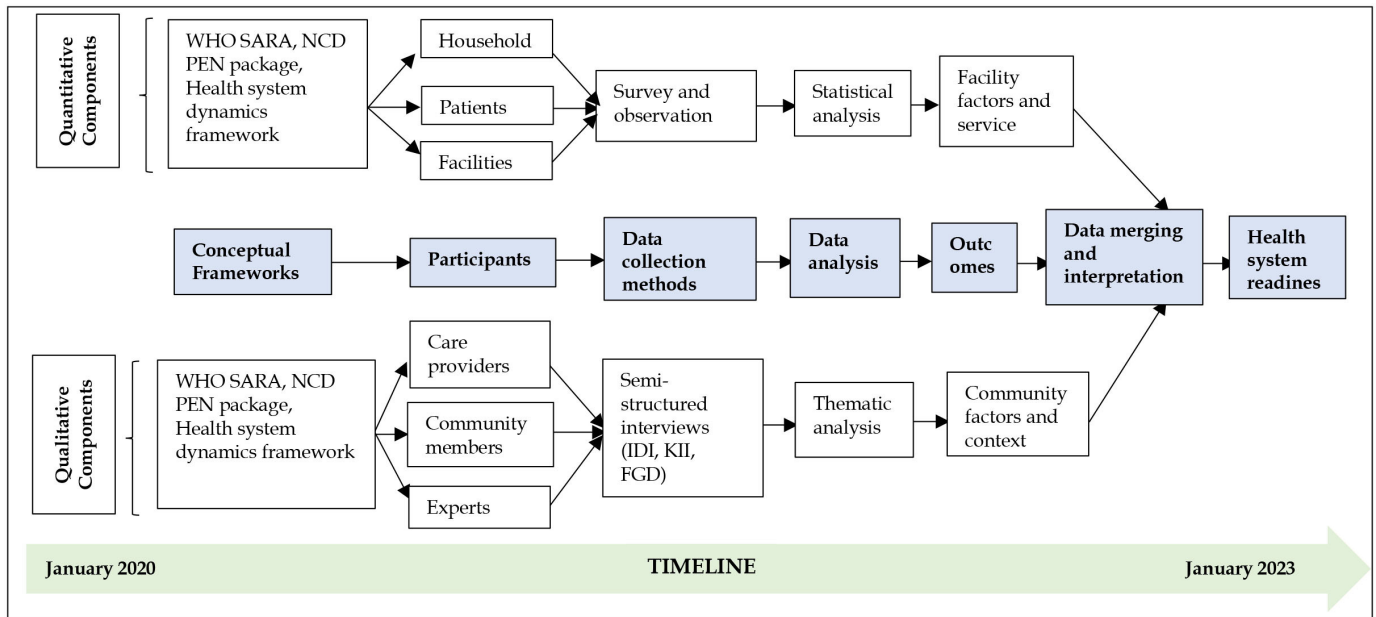 Quantitative
Components
WHO SARA, NCD
PEN package,
Health system
dynamics
framework
Household
Patients
Facilities
Survey and
observation
Statistical
analysis
Facility
factors and
service
Conceptual
Frameworks
Participants
Data
collection
methods
Data
analysis
Outc
omes
Data merging
and
interpretation
Health
system
readines
Qualitative
Components
WHO SARA, NCD
PEN package,
Health system
dynamics framework
Care
providers
Community
members
Experts
Semi-
structured
interviews
(IDI, KII,
FGD)
Thematic
analysis
Community
factors and
context
January 2020
TIMELINE
January 2023